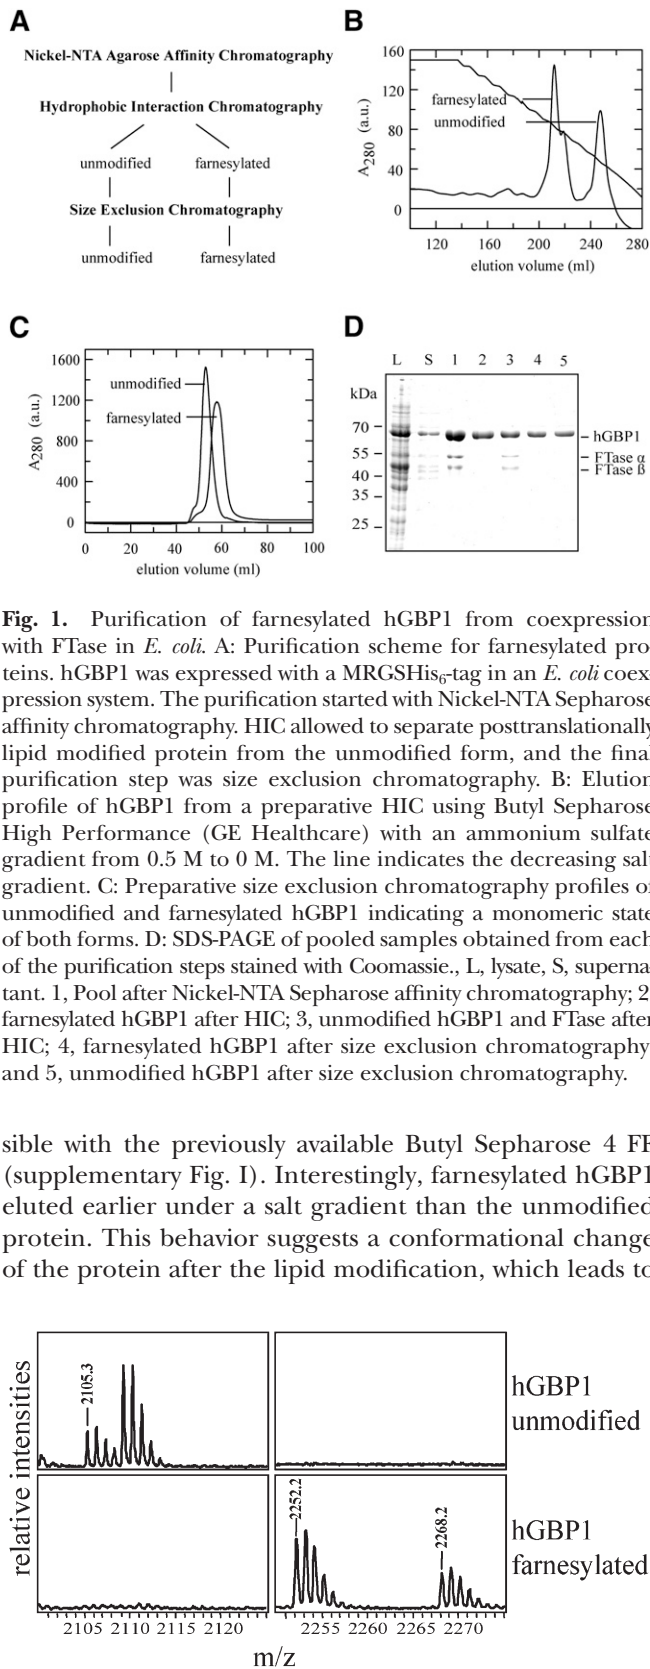 A
Nickel-NTA Agarose Affinity Chromatography
Hydrophobic Interaction Chromatography
unmodified farnesylated
Size Exclusion Chromatography
unmodified farnesylated
B
A280 (a.u.)
160
120
80
40
0
farnesylated
unmodified
120 160 200 240 280
elution volume (ml)
C
A280 (a.u.)
1600
1200
800
400
0
unmodified
farnesylated
0 20 40 60 80 100
elution volume (ml)
D
L S 1 2 3 4 5
kDa
70
55
40
35
25
hGBP1
FTase α
FTase ß
Fig. 1. Purification of farnesylated hGBP1 from coexpression
with FTase in E. coli. A: Purification scheme for farnesylated pro-
teins. hGBP1 was expressed with a MRGSHis6-tag in an E. coli coex-
pression system. The purification started with Nickel-NTA Sepharose
affinity chromatography. HIC allowed to separate posttranslationally
lipid modified protein from the unmodified form, and the final
purification step was size exclusion chromatography. B: Elution
profile of hGBP1 from a preparative HIC using Butyl Sepharose
High Performance (GE Healthcare) with an ammonium sulfate
gradient from 0.5 M to 0 M. The line indicates the decreasing salt
gradient. C: Preparative size exclusion chromatography profiles of
unmodified and farnesylated hGBP1 indicating a monomeric state
of both forms. D: SDS-PAGE of pooled samples obtained from each
of the purification steps stained with Coomassie., L, lysate, S, superna-
tant. 1, Pool after Nickel-NTA Sepharose affinity chromatography; 2,
farnesylated hGBP1 after HIC; 3, unmodified hGBP1 and FTase after
HIC; 4, farnesylated hGBP1 after size exclusion chromatography
and 5, unmodified hGBP1 after size exclusion chromatography.
sible with the previously available Butyl Sepharose 4 FF
(supplementary Fig. I). Interestingly, farnesylated hGBP1
eluted earlier under a salt gradient than the unmodified
protein. This behavior suggests a conformational change
of the protein after the lipid modification, which leads to
relative intensities
2105.3
hGBP1
unmodified
2252.2
2268.2
hGBP1
farnesylated
2105 2110 2115 2120 2255 2260 2265 2270
m/z